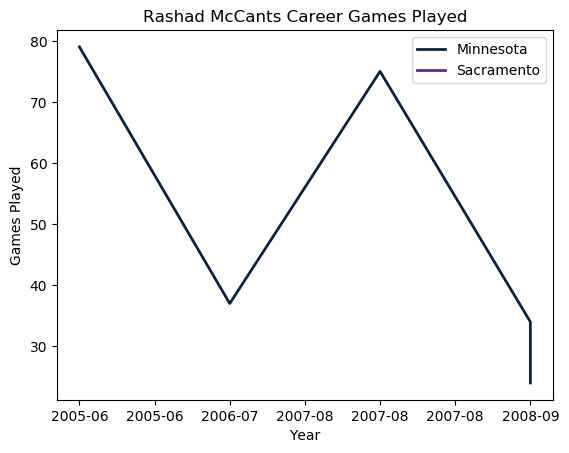 Rashad McCants Career Games Played
Minnesota
Sacramento
80
70
60
50
40
30
Games Played
2005-06 2005-06 2006-07 2007-08 2007-08 2007-08 2008-09
Year